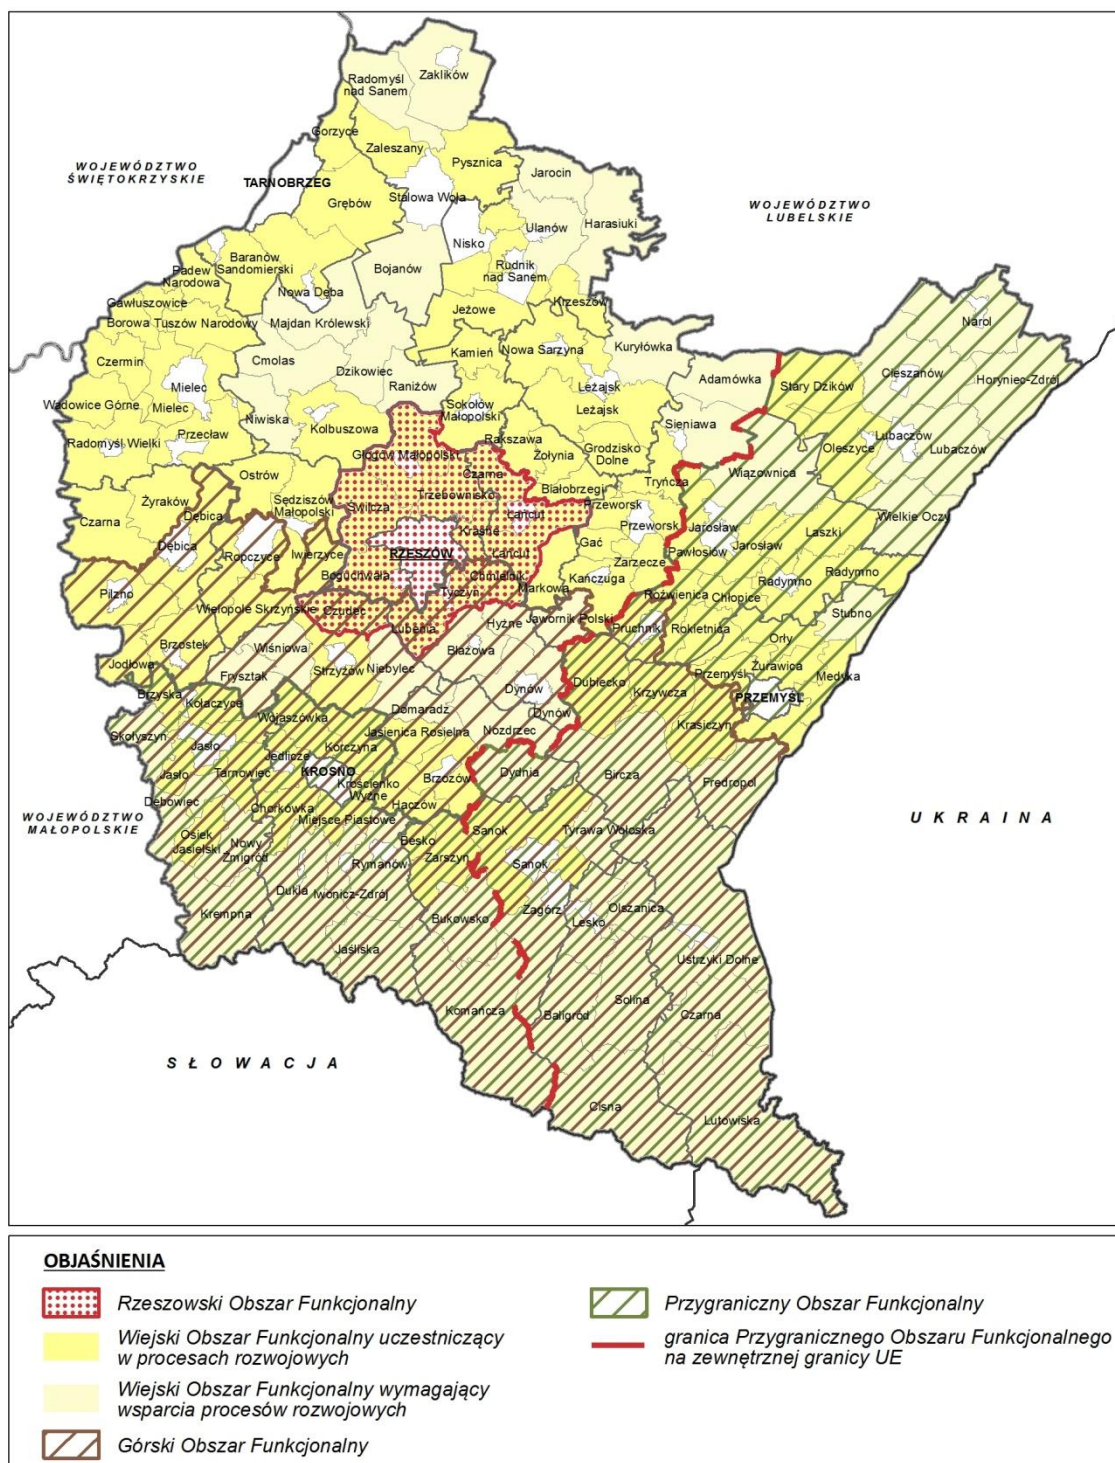 Zaklików
Radomyśl
nad Sanem
Gorzyce
Zaleszany
Pysznica
WOJEWÓDZTWO
ŚWIĘTOKRZYSKIE
TARNOBRZEG
Jarocin
Stalowa Wola
Grębów
WOJEWÓDZTWO
LUBELSKIE
Ulanów
Harasiuki
Nisko
Baranów
Sandomierski
Bojanów
Rudnik
nad Sanem
Padew
Narodowa
Nowa Dęba
Gawłuszowice
Krzeszów
Jeżowe
Narol
Borowa
Tuszów Narodowy
Majdan Królewski
Kuryłówka
Czermin
Cmolas
Kamień
Nowa Sarzyna
Dzikowiec
Adamówka
Cieszanów
Horyniec-Zdrój
Mielec
Raniżów
Leżajsk
Stary Dzików
Wadowice Górne
Mielec
Niwiska
Sokołów
Małopolski
Leżajsk
Kolbuszowa
Sieniawa
Radomyśl Wielki
Przecław
Rakszawa
Lubaczów
Oleszyce
Lubaczów
Głogów Małopolski
Żołynia
Grodzisko
Dolne
Ostrów
Czarna
Wiązownica
Żyraków
Sędziszów
Małopolski
Trzebownisko
Białobrzegi
Tryńcza
Świlcza
Przeworsk
Czarna
Dębica
Łańcut
Wielkie Oczy
Krasne
Przeworsk
Jarosław
Laszki
Dębica
Ropczyce
Iwierzyce
RZESZÓW
Łańcut
Gać
Pawłosiów
Jarosław
Zarzecze
Boguchwała
Chmielnik
Kańczuga
Radymno
Radymno
Pilzno
Tyczyn
Markowa
Roźwienica
Chłopice
Wielopole Skrzyńskie
Czudec
Hyżne
Jawornik Polski
Stubno
Lubenia
Pruchnik
Rokietnica
Brzostek
Wiśniowa
Błażowa
Orły
Jodłowa
Strzyżów
Niebylec
Żurawica
Frysztak
Dubiecko
Przemyśl
Medyka
Brzyska
Kołaczyce
Dynów
Krzywcza
PRZEMYŚL
Domaradz
Dynów
Wojaszówka
Krasiczyn
Skołyszyn
Jasienica Rosielna
Nozdrzec
Jasło
Korczyna
Jedlicze
Dydnia
Bircza
Jasło
Tarnowiec
KROSNO
Brzozów
Fredropol
Krościenko
Wyżne
Dębowiec
Chorkówka
Haczów
WOJEWÓDZTWO
MAŁOPOLSKIE
Miejsce Piastowe
UKRAINA
Sanok
Tyrawa Wołoska
Osiek
Jasielski
Nowy
Żmigród
Besko
Zarszyn
Rymanów
Sanok
Dukla
Iwonicz-Zdrój
Krempna
Bukowsko
Zagórz
Olszanica
Lesko
Jaśliska
Ustrzyki Dolne
Solina
Komańcza
Baligród
Czarna
SŁOWACJA
Cisna
Lutowiska
OBJAŚNIENIA
Rzeszowski Obszar Funkcjonalny
Wiejski Obszar Funkcjonalny uczestniczący
w procesach rozwojowych
Wiejski Obszar Funkcjonalny wymagający
wsparcia procesów rozwojowych
Górski Obszar Funkcjonalny
Przygraniczny Obszar Funkcjonalny
granica Przygranicznego Obszaru Funkcjonalnego
na zewnętrznej granicy UE